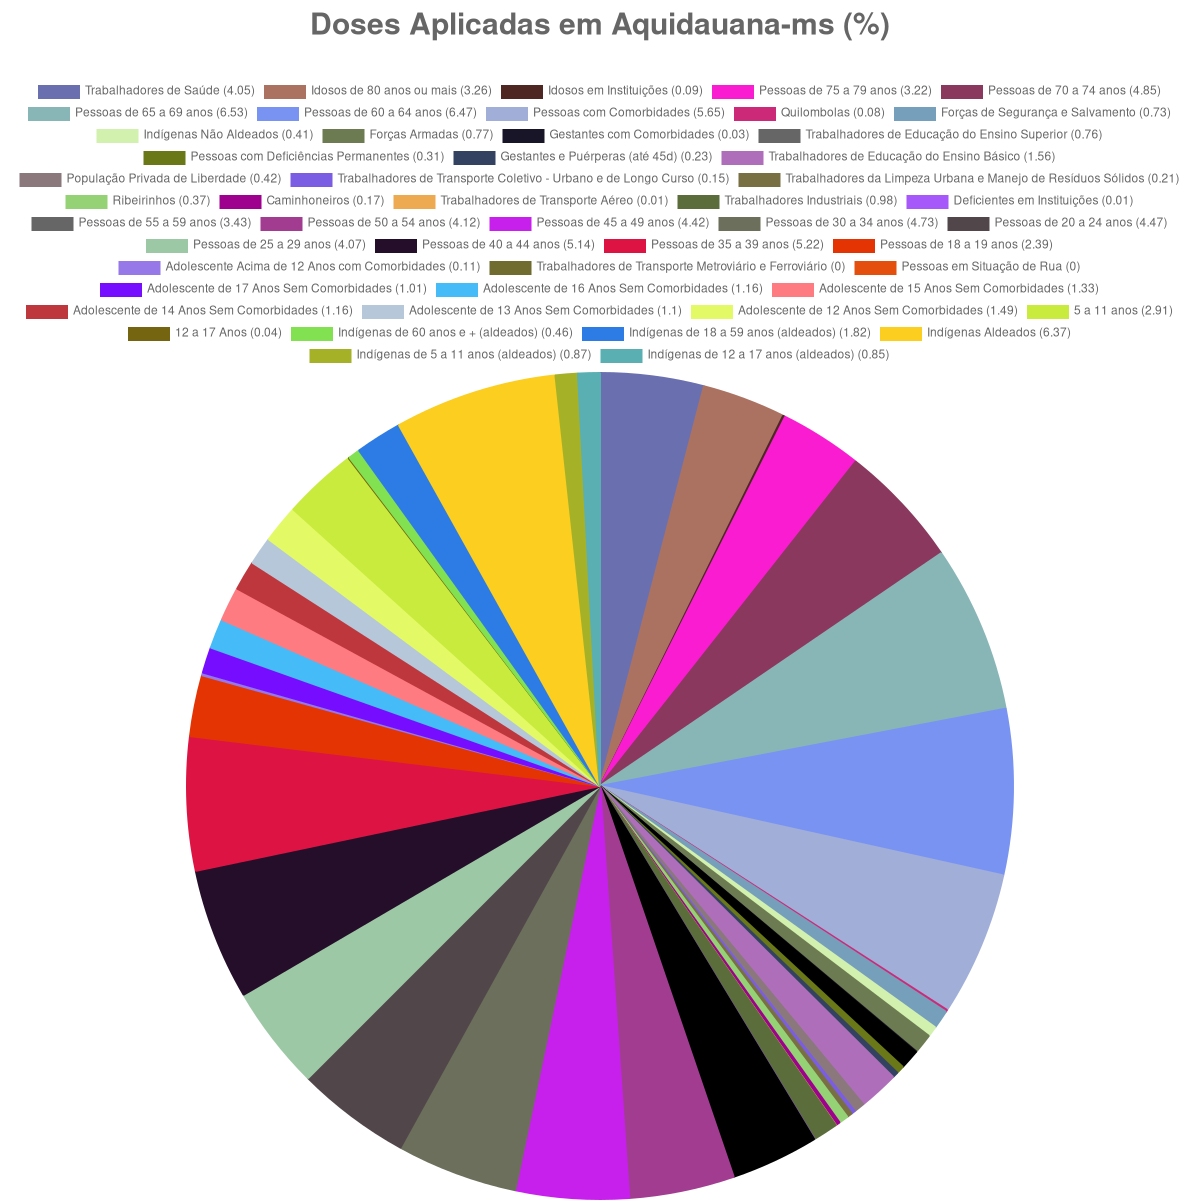 Doses Aplicadas em Aquidauana-ms (%)
Trabalhadores de Saúde (4.05) Idosos de 80 anos ou mais (3.26) Idosos em Instituições (0.09) Pessoas de 75 a 79 anos (3.22) Pessoas de 70 a 74 anos (4.85)
Pessoas de 65 a 69 anos (6.53) Pessoas de 60 a 64 anos (6.47) Pessoas com Comorbidades (5.65) Quilombolas (0.08) Forças de Segurança e Salvamento (0.73)
Indígenas Não Aldeados (0.41) Forças Armadas (0.77) Gestantes com Comorbidades (0.03) Trabalhadores de Educação do Ensino Superior (0.76)
Pessoas com Deficiências Permanentes (0.31) Gestantes e Puérperas (até 45d) (0.23) Trabalhadores de Educação do Ensino Básico (1.56)
População Privada de Liberdade (0.42) Trabalhadores de Transporte Coletivo - Urbano e de Longo Curso (0.15) Trabalhadores da Limpeza Urbana e Manejo de Resíduos Sólidos (0.21)
Ribeirinhos (0.37) Caminhoneiros (0.17) Trabalhadores de Transporte Aéreo (0.01) Trabalhadores Industriais (0.98) Deficientes em Instituições (0.01)
Pessoas de 55 a 59 anos (3.43) Pessoas de 50 a 54 anos (4.12) Pessoas de 45 a 49 anos (4.42) Pessoas de 30 a 34 anos (4.73) Pessoas de 20 a 24 anos (4.47)
Pessoas de 25 a 29 anos (4.07) Pessoas de 40 a 44 anos (5.14) Pessoas de 35 a 39 anos (5.22) Pessoas de 18 a 19 anos (2.39)
Adolescente Acima de 12 Anos com Comorbidades (0.11) Trabalhadores de Transporte Metroviário e Ferroviário (0) Pessoas em Situação de Rua (0)
Adolescente de 17 Anos Sem Comorbidades (1.01) Adolescente de 16 Anos Sem Comorbidades (1.16) Adolescente de 15 Anos Sem Comorbidades (1.33)
Adolescente de 14 Anos Sem Comorbidades (1.16) Adolescente de 13 Anos Sem Comorbidades (1.1) Adolescente de 12 Anos Sem Comorbidades (1.49) 5 a 11 anos (2.91)
12 a 17 Anos (0.04) Indígenas de 60 anos e + (aldeados) (0.46) Indígenas de 18 a 59 anos (aldeados) (1.82) Indígenas Aldeados (6.37)
Indígenas de 5 a 11 anos (aldeados) (0.87) Indígenas de 12 a 17 anos (aldeados) (0.85)